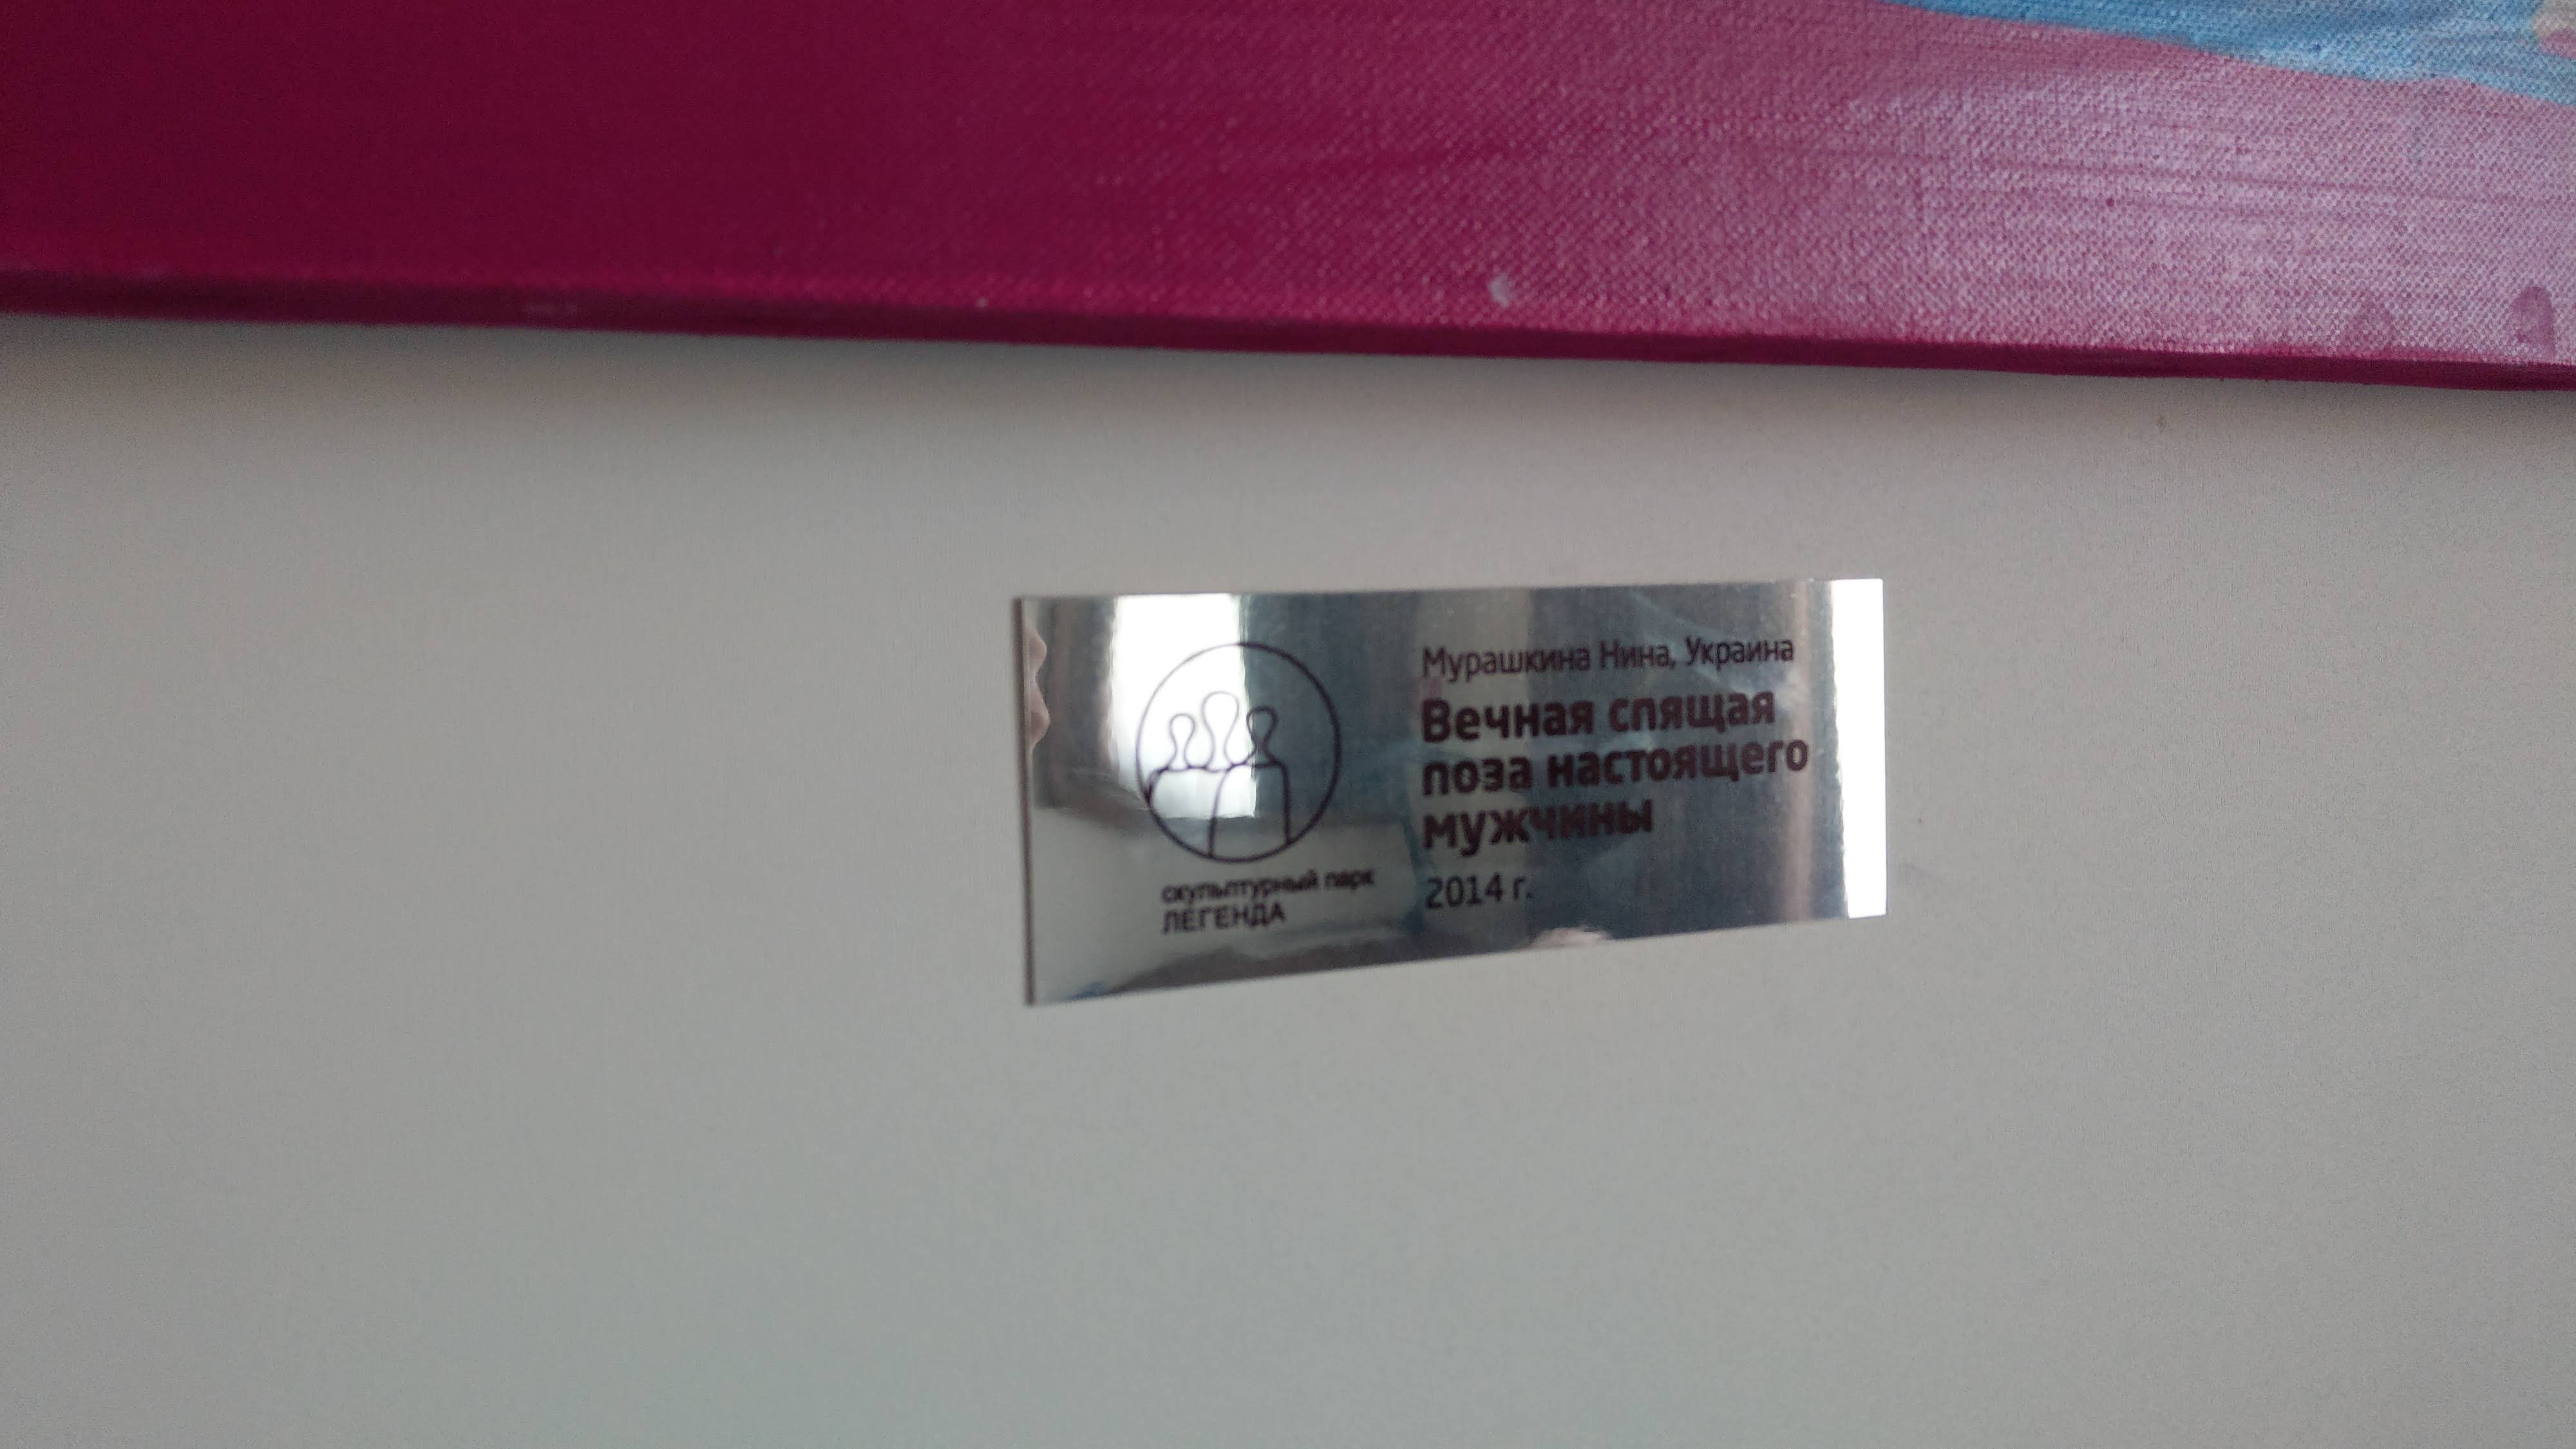 скульптурный парк
ЛЕГЕНДА
Мурашкина Нина, Украина
Вечная спящая
поза настоящего
мужчины
2014 г.